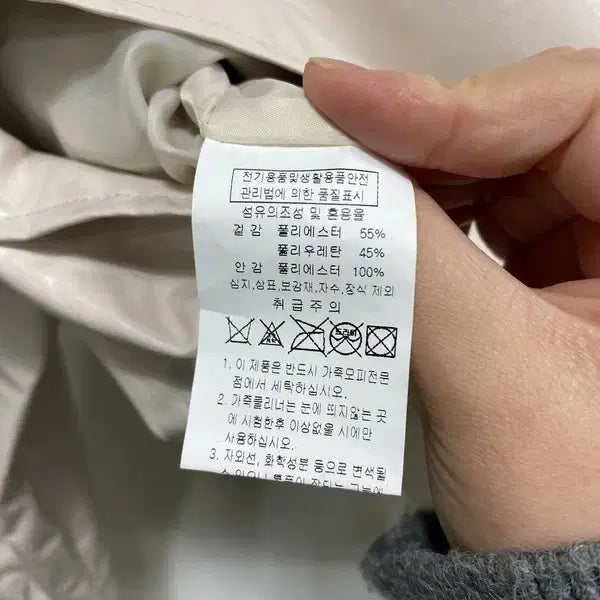 전기용품및생활용품안전
관리법에 의한 품질표시
섬유의조성 및 혼용율
겉 감 폴리에스터 55%
폴리우레탄 45%
안 감 폴리에스터 100%
심지,상표,보강재,자수,장식 제외
취급주의
드라이
1. 이 제품은 반드시 가죽모피전문
점에서 세탁하십시오.
2. 가죽클리너는 눈에 띄지않는 곳
에 시험한후 이상없을 시에만
사용하십시오.
3. 자외선, 화학성분 등으로 변색될